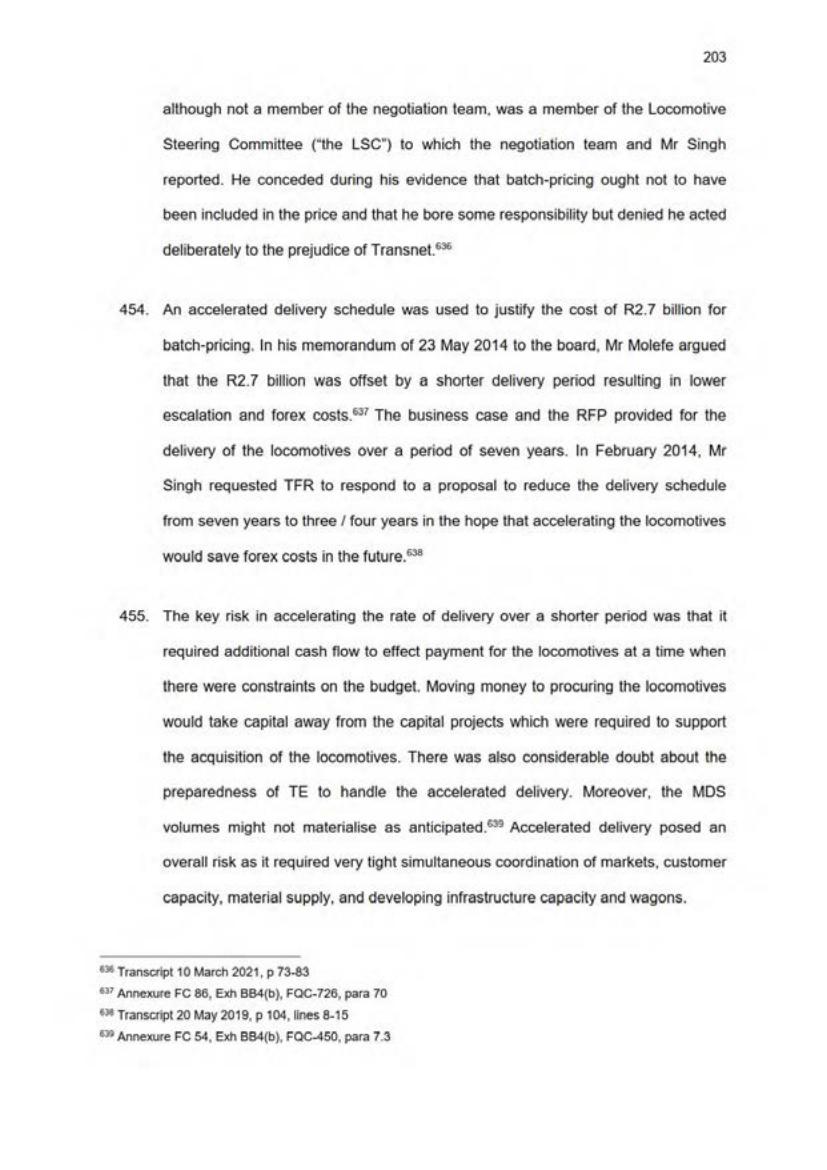 203
although not a member of the negotiation team, was a member of the Locomotive
Steering Committee (“the LSC”) to which the negotiation team and Mr Singh
reported. He conceded during his evidence that batch-pricing ought not to have
been included in the price and that he bore some responsibility but denied he acted
deliberately to the prejudice of Transnet.636
454. An accelerated delivery schedule was used to justify the cost of R2.7 billion for
batch-pricing. In his memorandum of 23 May 2014 to the board, Mr Molefe argued
that the R2.7 billion was offset by a shorter delivery period resulting in lower
escalation and forex costs.637 The business case and the RFP provided for the
delivery of the locomotives over a period of seven years. In February 2014, Mr
Singh requested TFR to respond to a proposal to reduce the delivery schedule
from seven years to three / four years in the hope that accelerating the locomotives
would save forex costs in the future.638
455. The key risk in accelerating the rate of delivery over a shorter period was that it
required additional cash flow to effect payment for the locomotives at a time when
there were constraints on the budget. Moving money to procuring the locomotives
would take capital away from the capital projects which were required to support
the acquisition of the locomotives. There was also considerable doubt about the
preparedness of TE to handle the accelerated delivery. Moreover, the MDS
volumes might not materialise as anticipated.639 Accelerated delivery posed an
overall risk as it required very tight simultaneous coordination of markets, customer
capacity, material supply, and developing infrastructure capacity and wagons.
636 Transcript 10 March 2021, p 73-83
637 Annexure FC 86, Exh BB4(b), FQC-726, para 70
638 Transcript 20 May 2019, p 104, lines 8-15
639 Annexure FC 54, Exh BB4(b), FQC-450, para 7.3